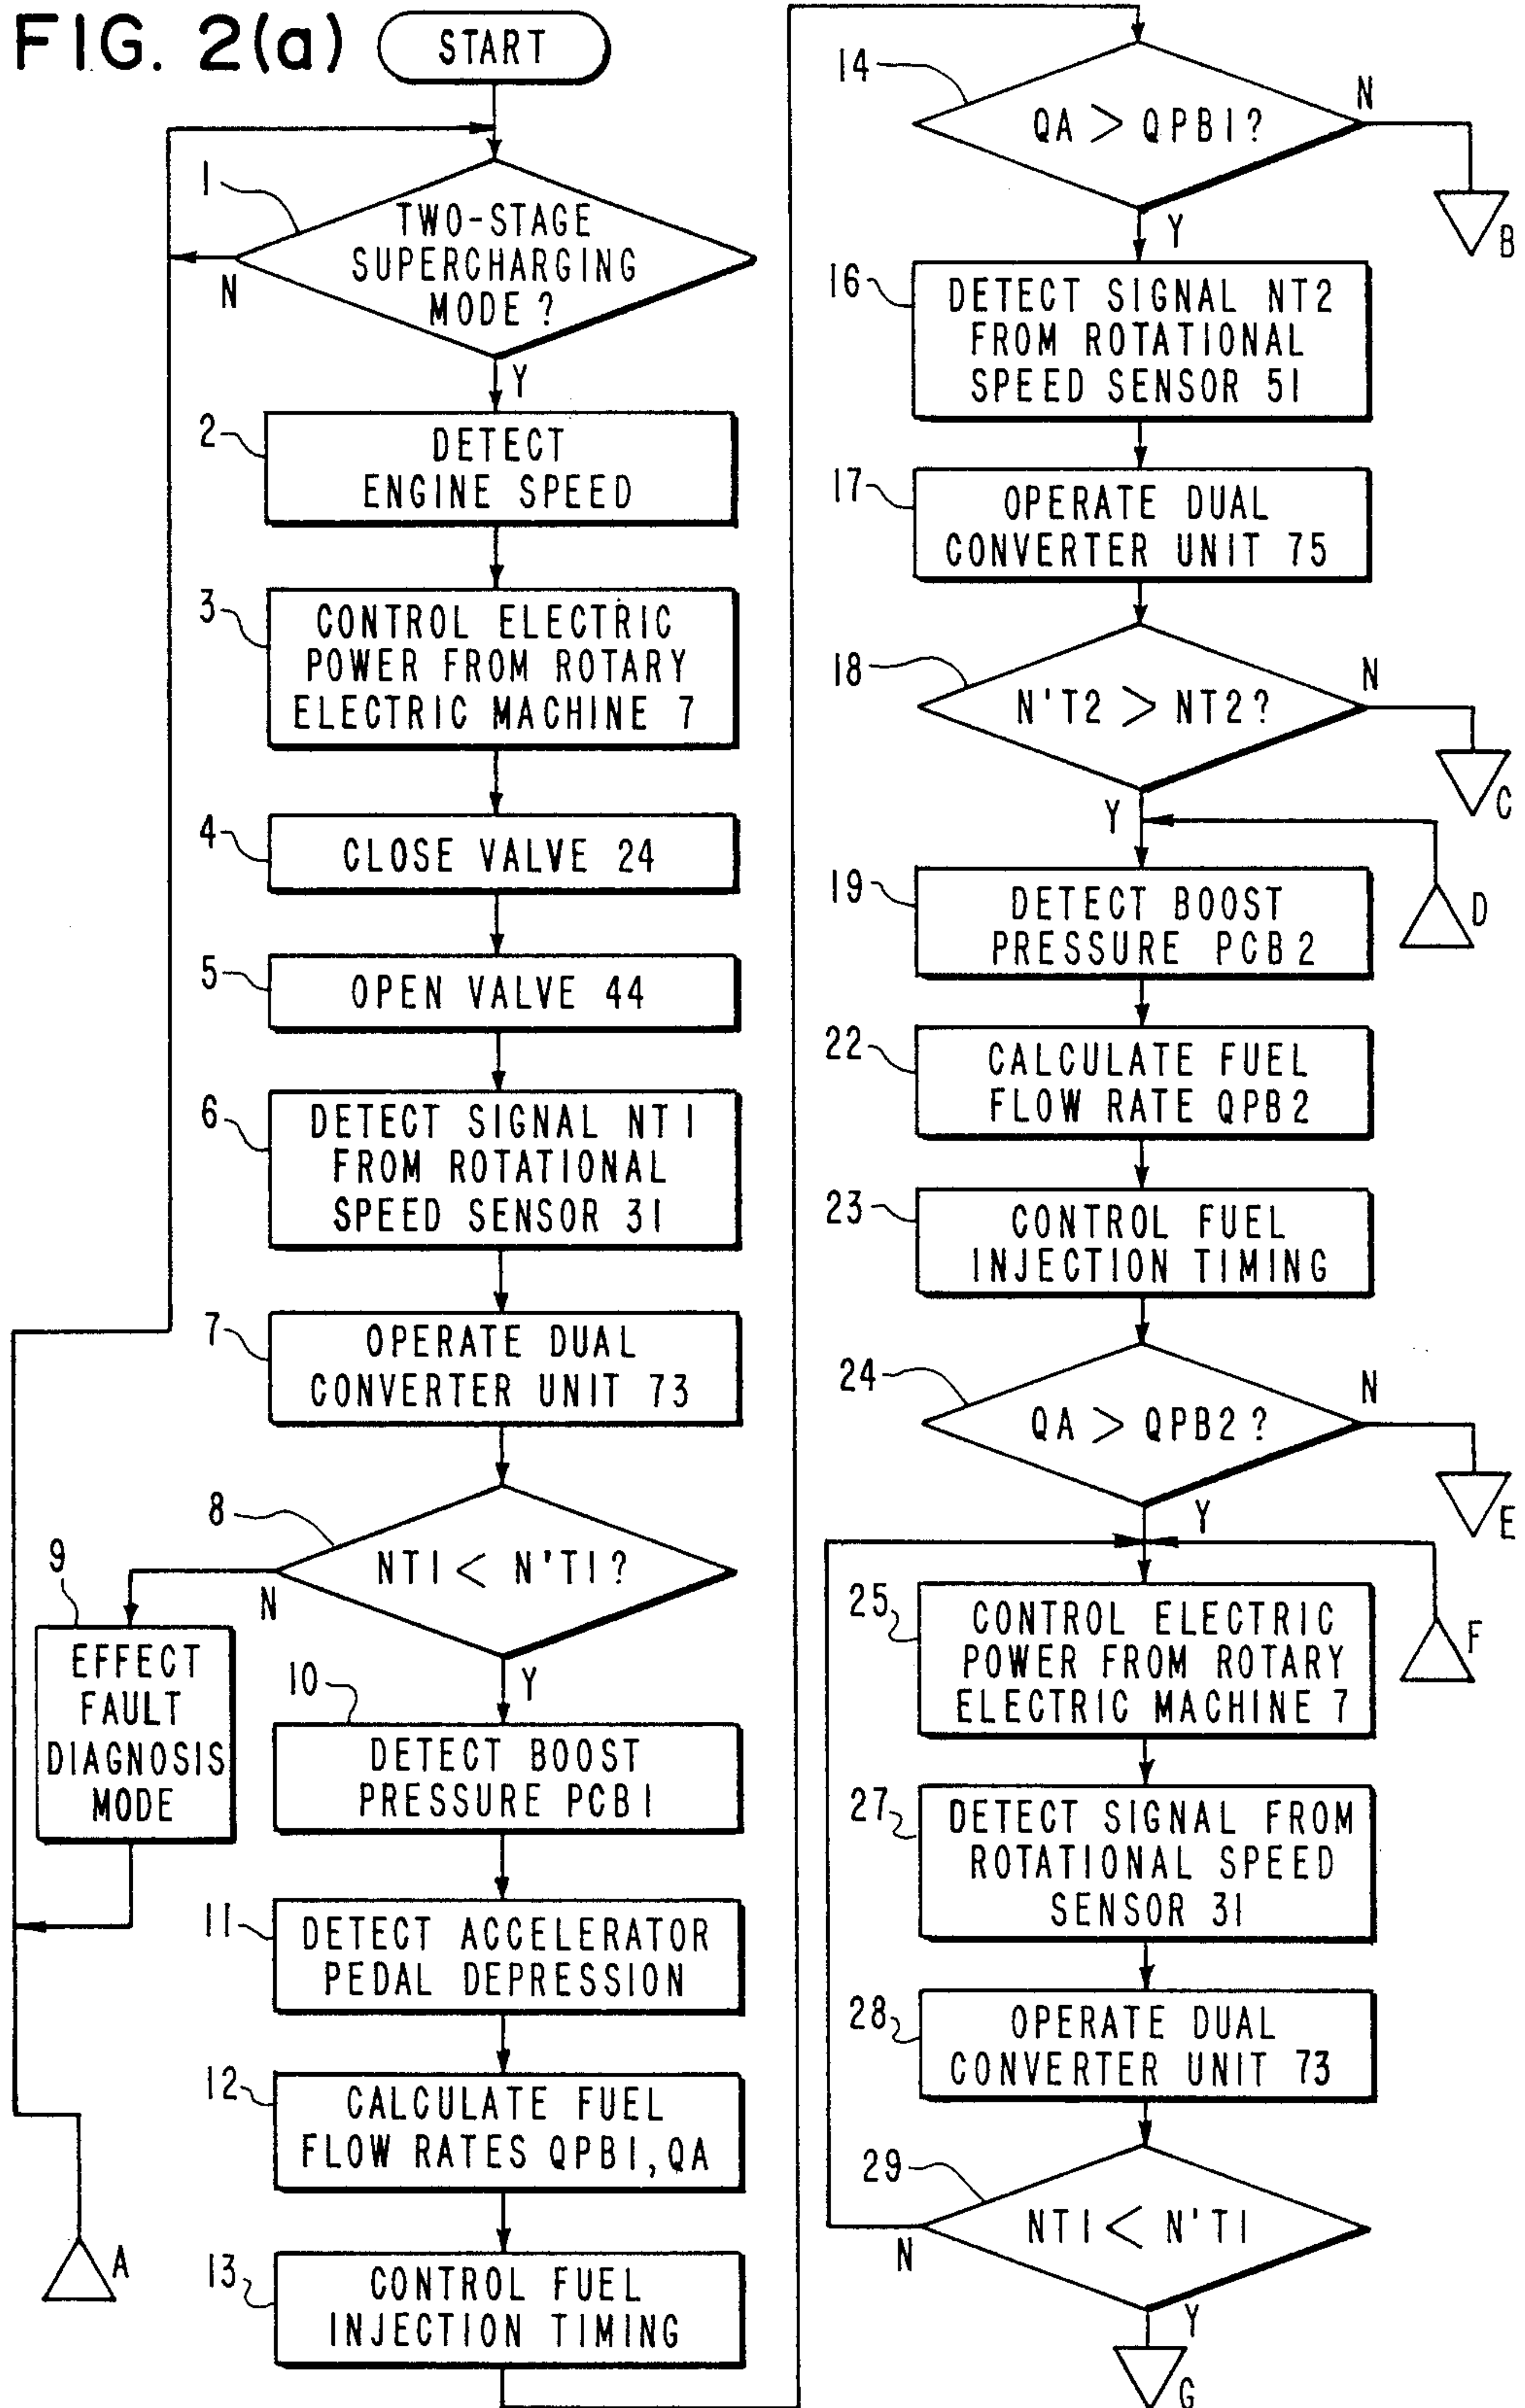 FIG. 2(a)
START
1
TWO-STAGE
SUPERCHARGING
MODE?
N
Y
2
DETECT
ENGINE SPEED
3
CONTROL ELECTRIC
POWER FROM ROTARY
ELECTRIC MACHINE 7
4
CLOSE VALVE 24
5
OPEN VALVE 44
6
DETECT SIGNAL NT1
FROM ROTATIONAL
SPEED SENSOR 31
7
OPERATE DUAL
CONVERTER UNIT 73
8
NT1 < N'T1?
N
Y
9
EFFECT
FAULT
DIAGNOSIS
MODE
10
DETECT BOOST
PRESSURE PCB1
11
DETECT ACCELERATOR
PEDAL DEPRESSION
12
CALCULATE FUEL
FLOW RATES QPB1, QA
13
CONTROL FUEL
INJECTION TIMING
A
14
QA > QPB1?
N
B
Y
16
DETECT SIGNAL NT2
FROM ROTATIONAL
SPEED SENSOR 51
17
OPERATE DUAL
CONVERTER UNIT 75
18
N'T2 > NT2?
N
C
Y
D
19
DETECT BOOST
PRESSURE PCB2
22
CALCULATE FUEL
FLOW RATE QPB2
23
CONTROL FUEL
INJECTION TIMING
24
QA > QPB2?
N
E
Y
F
25
CONTROL ELECTRIC
POWER FROM ROTARY
ELECTRIC MACHINE 7
27
DETECT SIGNAL FROM
ROTATIONAL SPEED
SENSOR 31
28
OPERATE DUAL
CONVERTER UNIT 73
29
NT1 < N'T1
N
Y
G